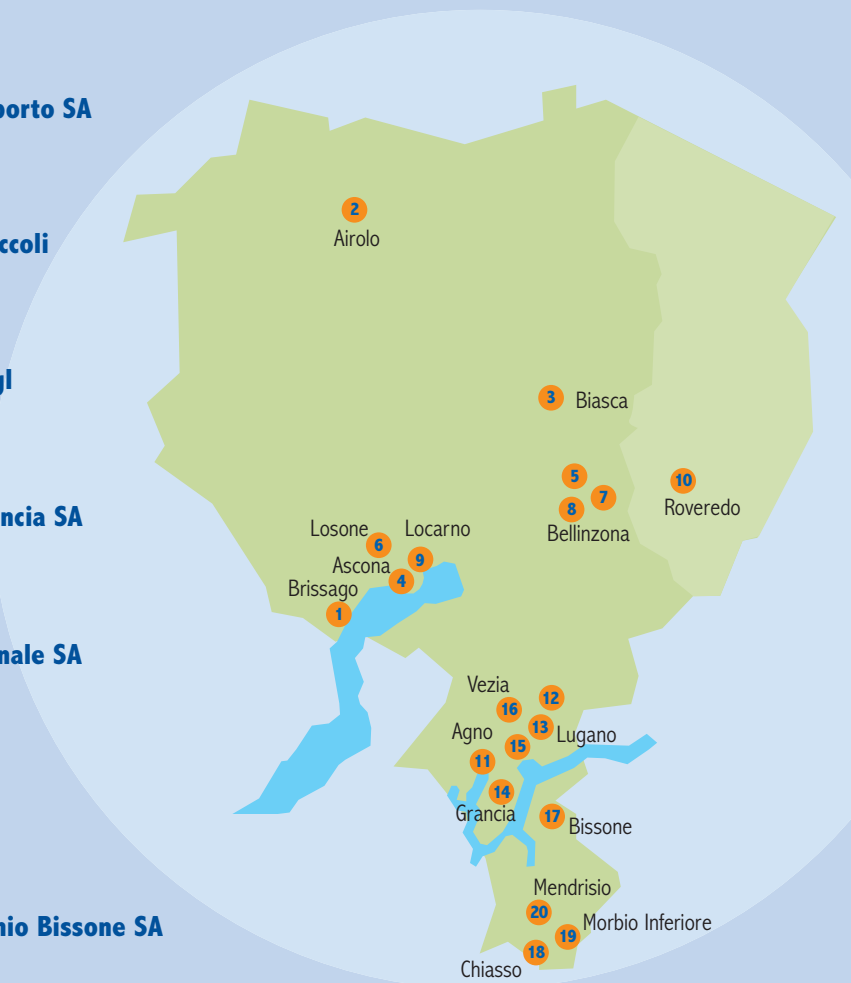 porto SA
ccoli
gl
ncia SA
nale SA
nio Bissone SA
2
Airolo
3 Biasca
5
7
8
Bellinzona
10
Roveredo
Losone Locarno
6
9
Ascona
4
Brissago
1
Vezia
12
16
13 Lugano
Agno
15
11
14
Grancia
17
Bissone
Mendrisio
20
Morbio Inferiore
19
18
Chiasso